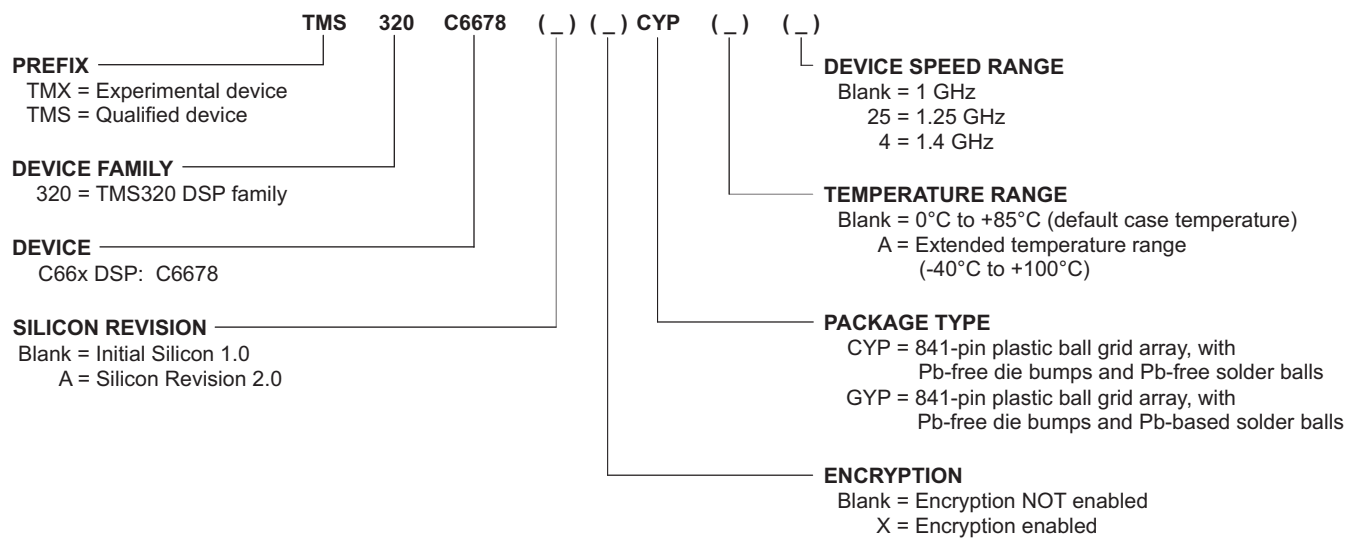 TMS 320 C6678 ( _ ) ( _ ) CYP ( _ ) ( _ )
PREFIX
TMX = Experimental device
TMS = Qualified device
DEVICE FAMILY
320 = TMS320 DSP family
DEVICE
C66x DSP: C6678
SILICON REVISION
Blank = Initial Silicon 1.0
A = Silicon Revision 2.0
DEVICE SPEED RANGE
Blank = 1 GHz
25 = 1.25 GHz
4 = 1.4 GHz
TEMPERATURE RANGE
Blank = 0°C to +85°C (default case temperature)
A = Extended temperature range
(-40°C to +100°C)
PACKAGE TYPE
CYP = 841-pin plastic ball grid array, with
Pb-free die bumps and Pb-free solder balls
GYP = 841-pin plastic ball grid array, with
Pb-free die bumps and Pb-based solder balls
ENCRYPTION
Blank = Encryption NOT enabled
X = Encryption enabled